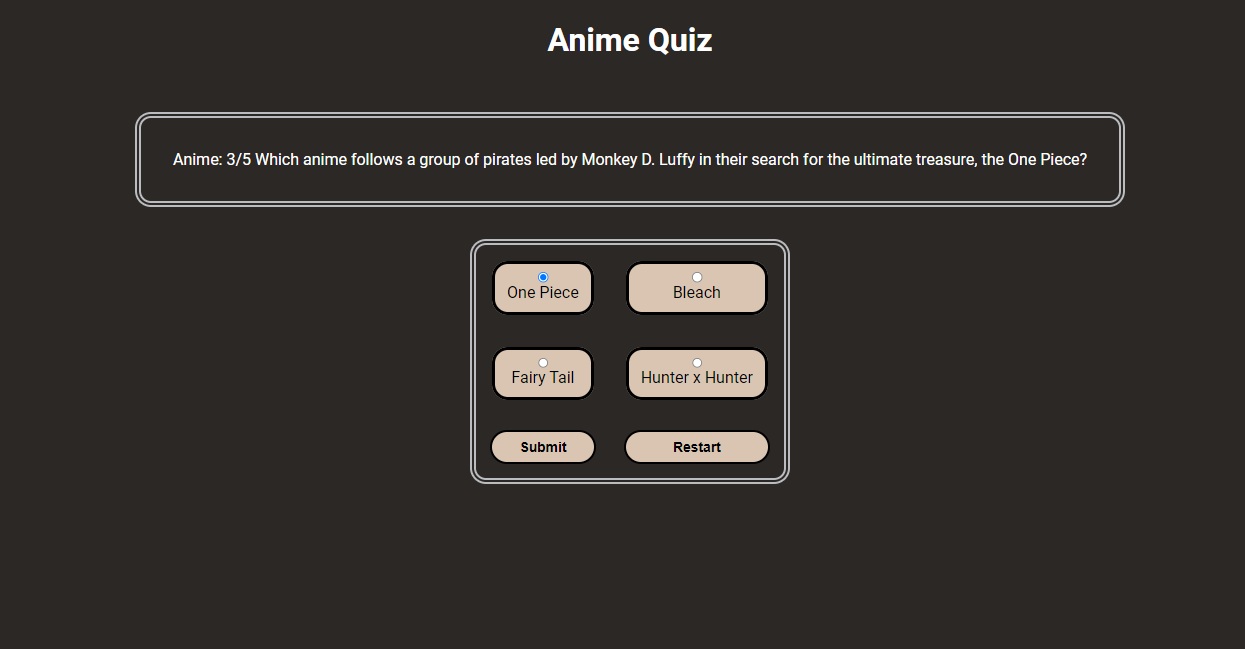 Anime Quiz
Anime: 3/5 Which anime follows a group of pirates led by Monkey D. Luffy in their search for the ultimate treasure, the One Piece?
One Piece
Bleach
Fairy Tail
Hunter x Hunter
Submit
Restart